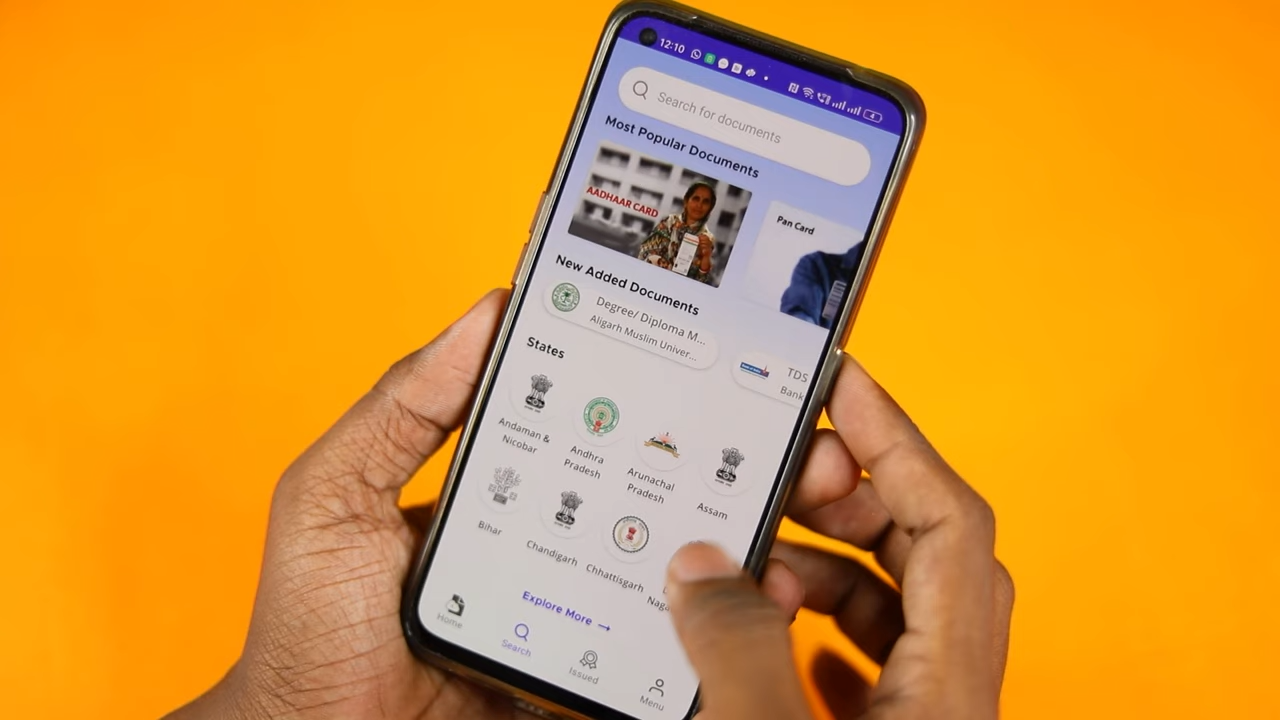 12:10
4
Search for documents
Most Popular Documents
AADHAAR CARD
Pan Card
New Added Documents
Degree/ Diploma M...
Aligarh Muslim Univer...
TDS
Bank
States
Andaman &
Nicobar
Andhra
Pradesh
Arunachal
Pradesh
Assam
Bihar
Chandigarh
Chhattisgarh
Naga
Explore More →
Home
Search
Issued
Menu